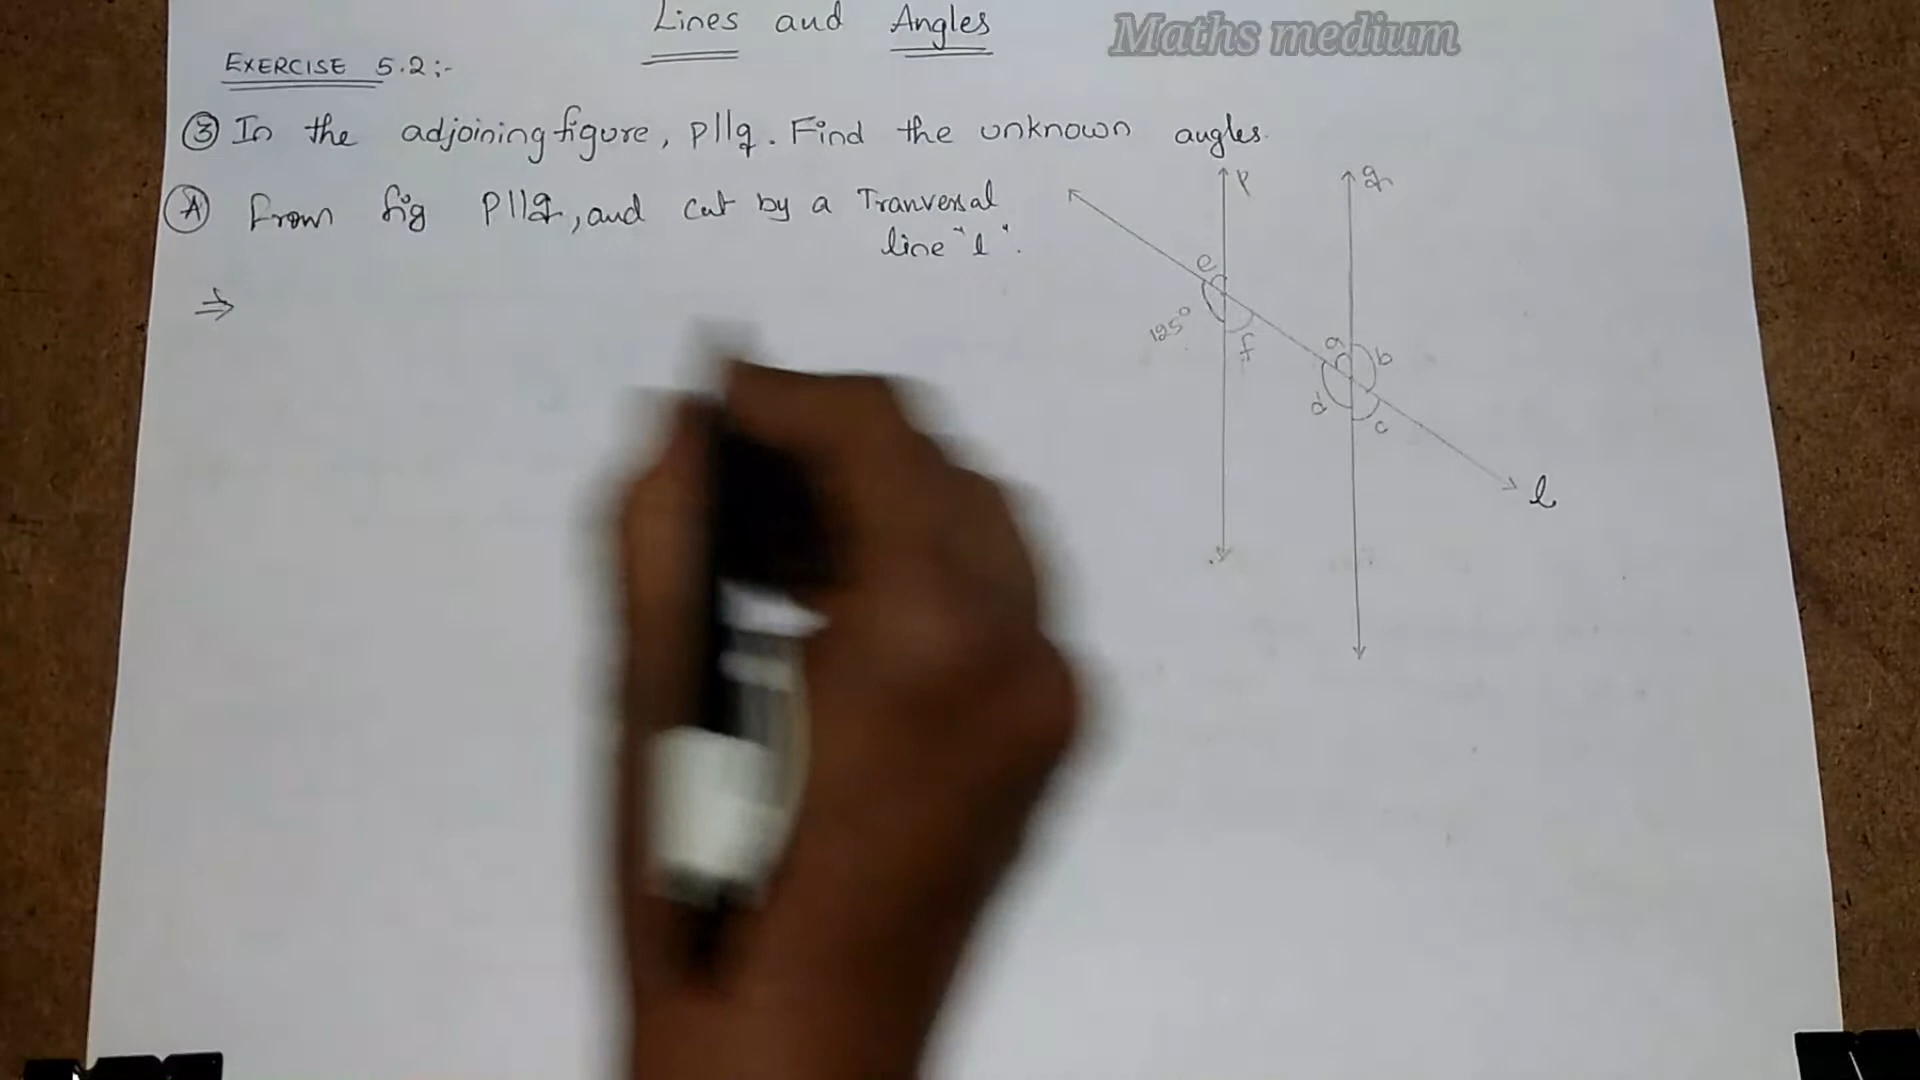 Lines and Angles
Maths medium
EXERCISE 5.2:-
③ In the adjoining figure, p||q. Find the unknown angles.
Ⓐ From fig P||q, and cut by a Tranversal
line "l".
⇒
p
q
e
125°
f
a
b
d
c
l